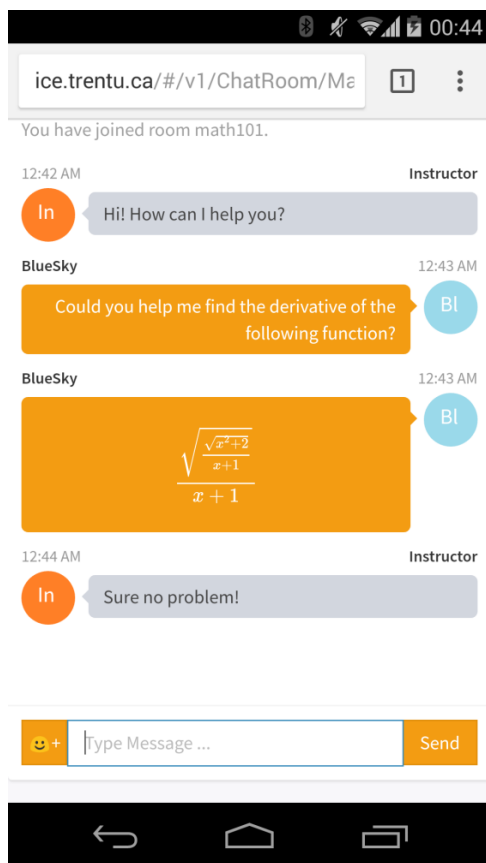 00:44
ice.trentu.ca/#/v1/ChatRoom/Ma
1
You have joined room math101.
12:42 AM Instructor
In
Hi! How can I help you?
BlueSky 12:43 AM
Could you help me find the derivative of the
Bl
following function?
BlueSky 12:43 AM
Bl
√(√(x²+2)/(x+1))
/(x + 1)
12:44 AM Instructor
In
Sure no problem!
+ Type Message ... Send